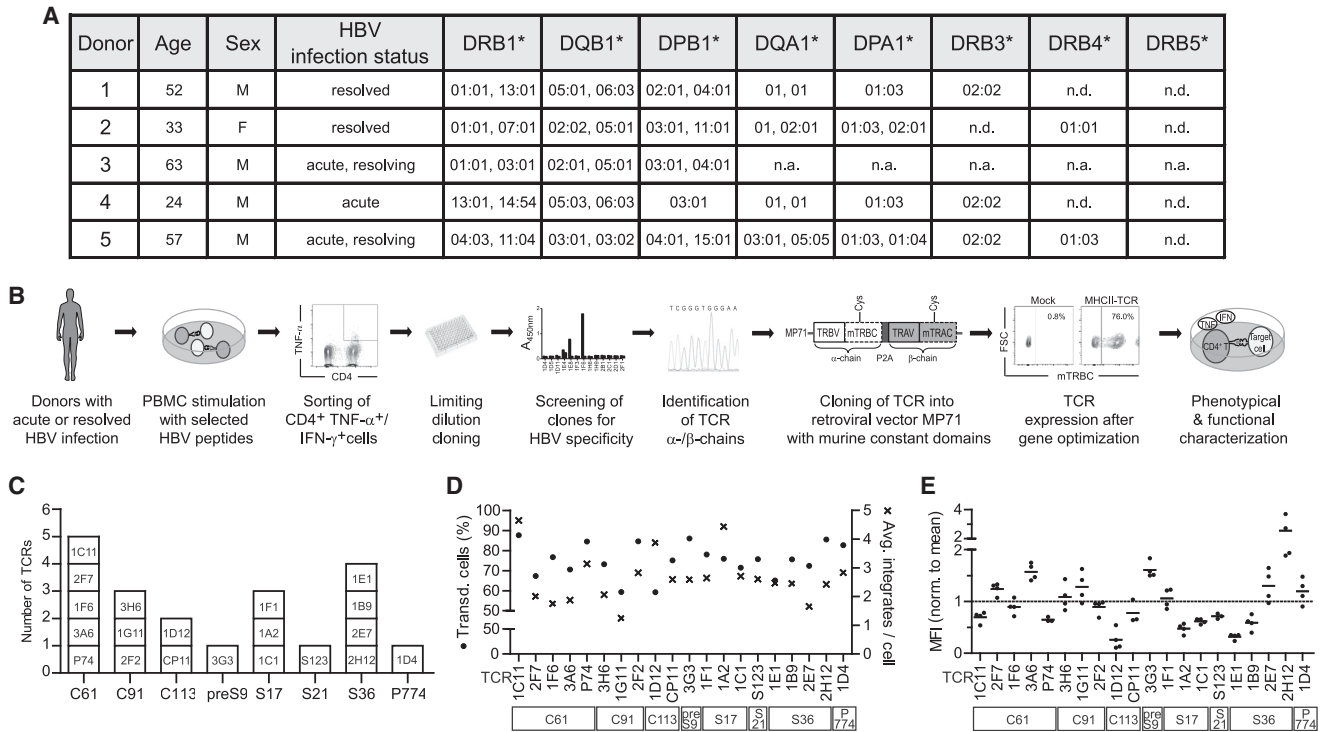 A
Donor Age Sex HBV infection status DRB1* DQB1* DPB1* DQA1* DPA1* DRB3* DRB4* DRB5*
1 52 M resolved 01:01, 13:01 05:01, 06:03 02:01, 04:01 01, 01 01:03 02:02 n.d. n.d.
2 33 F resolved 01:01, 07:01 02:02, 05:01 03:01, 11:01 01, 02:01 01:03, 02:01 n.d. 01:01 n.d.
3 63 M acute, resolving 01:01, 03:01 02:01, 05:01 03:01, 04:01 n.a. n.a. n.a. n.a. n.a.
4 24 M acute 13:01, 14:54 05:03, 06:03 03:01 01, 01 01:03 02:02 n.d. n.d.
5 57 M acute, resolving 04:03, 11:04 03:01, 03:02 04:01, 15:01 03:01, 05:05 01:03, 01:04 02:02 01:03 n.d.
B
TNF-α
CD4
A450nm
2
1
0
TCGGGTGGGAA
Cys Cys
MP71 TRBV mTRBC TRAV mTRAC
α-chain P2A β-chain
Mock MHCII-TCR
0.8% 76.0%
FSC
mTRBC
TNF IFN
CD4+ T
Target cell
Donors with
acute or resolved
HBV infection
PBMC stimulation
with selected
HBV peptides
Sorting of
CD4+ TNF-α+/
IFN-γ+cells
Limiting
dilution
cloning
Screening of
clones for
HBV specificity
Identification
of TCR
α-/β-chains
Cloning of TCR into
retroviral vector MP71
with murine constant domains
TCR
expression after
gene optimization
Phenotypical
& functional
characterization
C
Number of TCRs
6
5
4
3
2
1
0
1C11
2F7
1F6
3A6
P74
3H6
1G11
2F2
1D12
CP11
3G3
1F1
1A2
1C1
S123
1E1
1B9
2E7
2H12
1D4
C61 C91 C113 preS9 S17 S21 S36 P774
D
Transd. cells (%)
100
90
80
70
60
50
50
0
5
4
3
2
1
0
Avg. integrates / cell
TCR 1C11 2F7 1F6 3A6 P74 3H6 1G11 2F2 1D12 CP11 3G3 1F1 1A2 1C1 S123 1E1 1B9 2E7 2H12 1D4
C61 C91 C113 pre S9 S17 S 21 S36 P 774
E
MFI (norm. to mean)
4
2
2
1
0
TCR 1C11 2F7 1F6 3A6 P74 3H6 1G11 2F2 1D12 CP11 3G3 1F1 1A2 1C1 S123 1E1 1B9 2E7 2H12 1D4
C61 C91 C113 pre S9 S17 S 21 S36 P 774